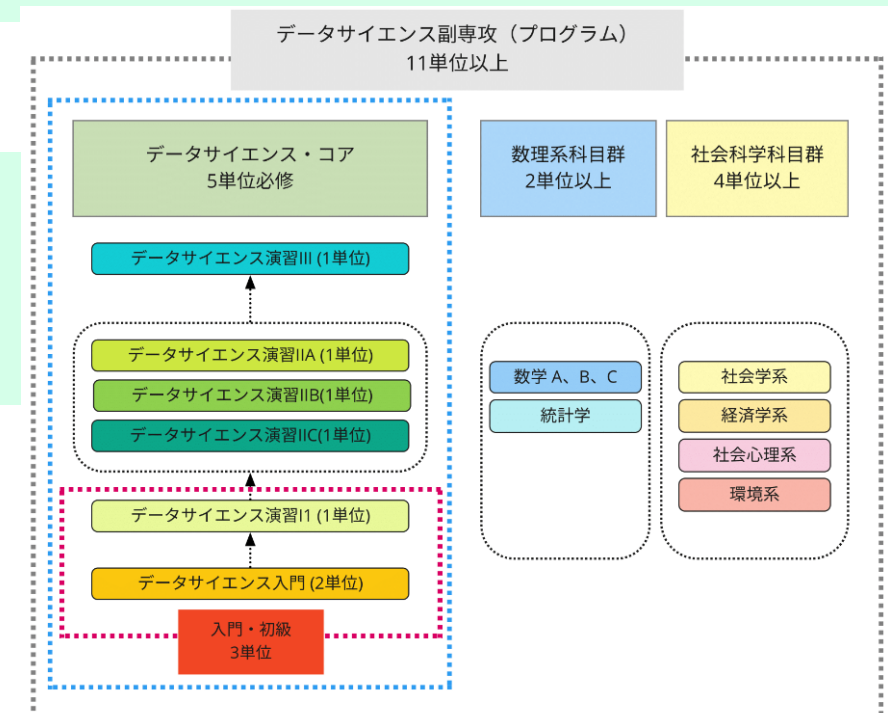 データサイエンス副専攻（プログラム）
11単位以上
データサイエンス・コア
5単位必修
データサイエンス演習III (1単位)
データサイエンス演習IIA (1単位)
データサイエンス演習IIB(1単位)
データサイエンス演習IIC(1単位)
データサイエンス演習I1 (1単位)
データサイエンス入門 (2単位)
入門・初級
3単位
数理系科目群
2単位以上
数学 A、B、C
統計学
社会科学科目群
4単位以上
社会学系
経済学系
社会心理系
環境系